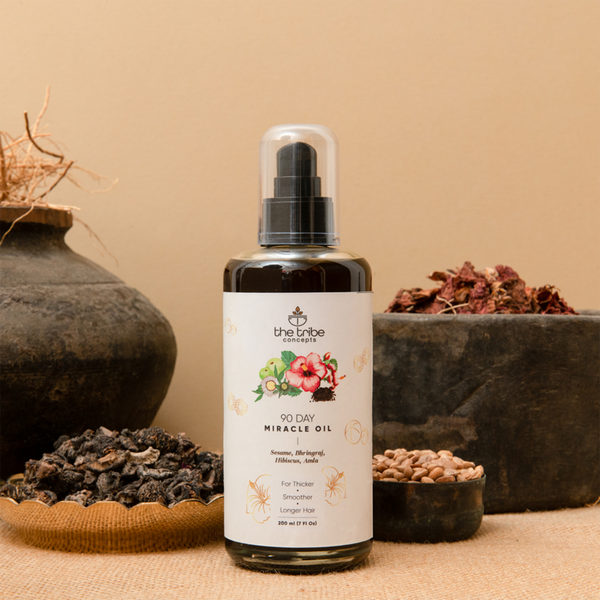 the tribe
concepts
90 DAY
MIRACLE OIL
Sesame, Bhringraj,
Hibiscus, Amla
For Thicker
Smoother
Longer Hair
200 ml (7 Fl Oz)